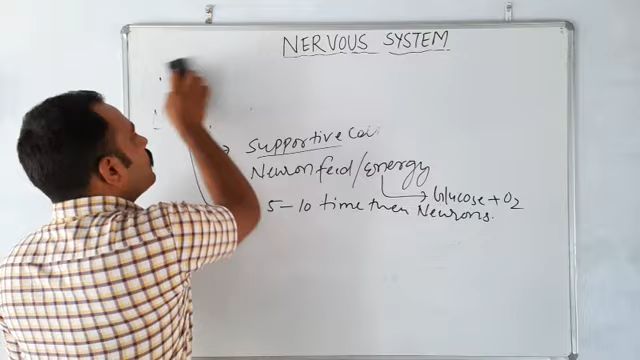 NERVOUS SYSTEM
Supportive
Neuron feed/energy
Glucose + O2
5-10 time then Neurons.